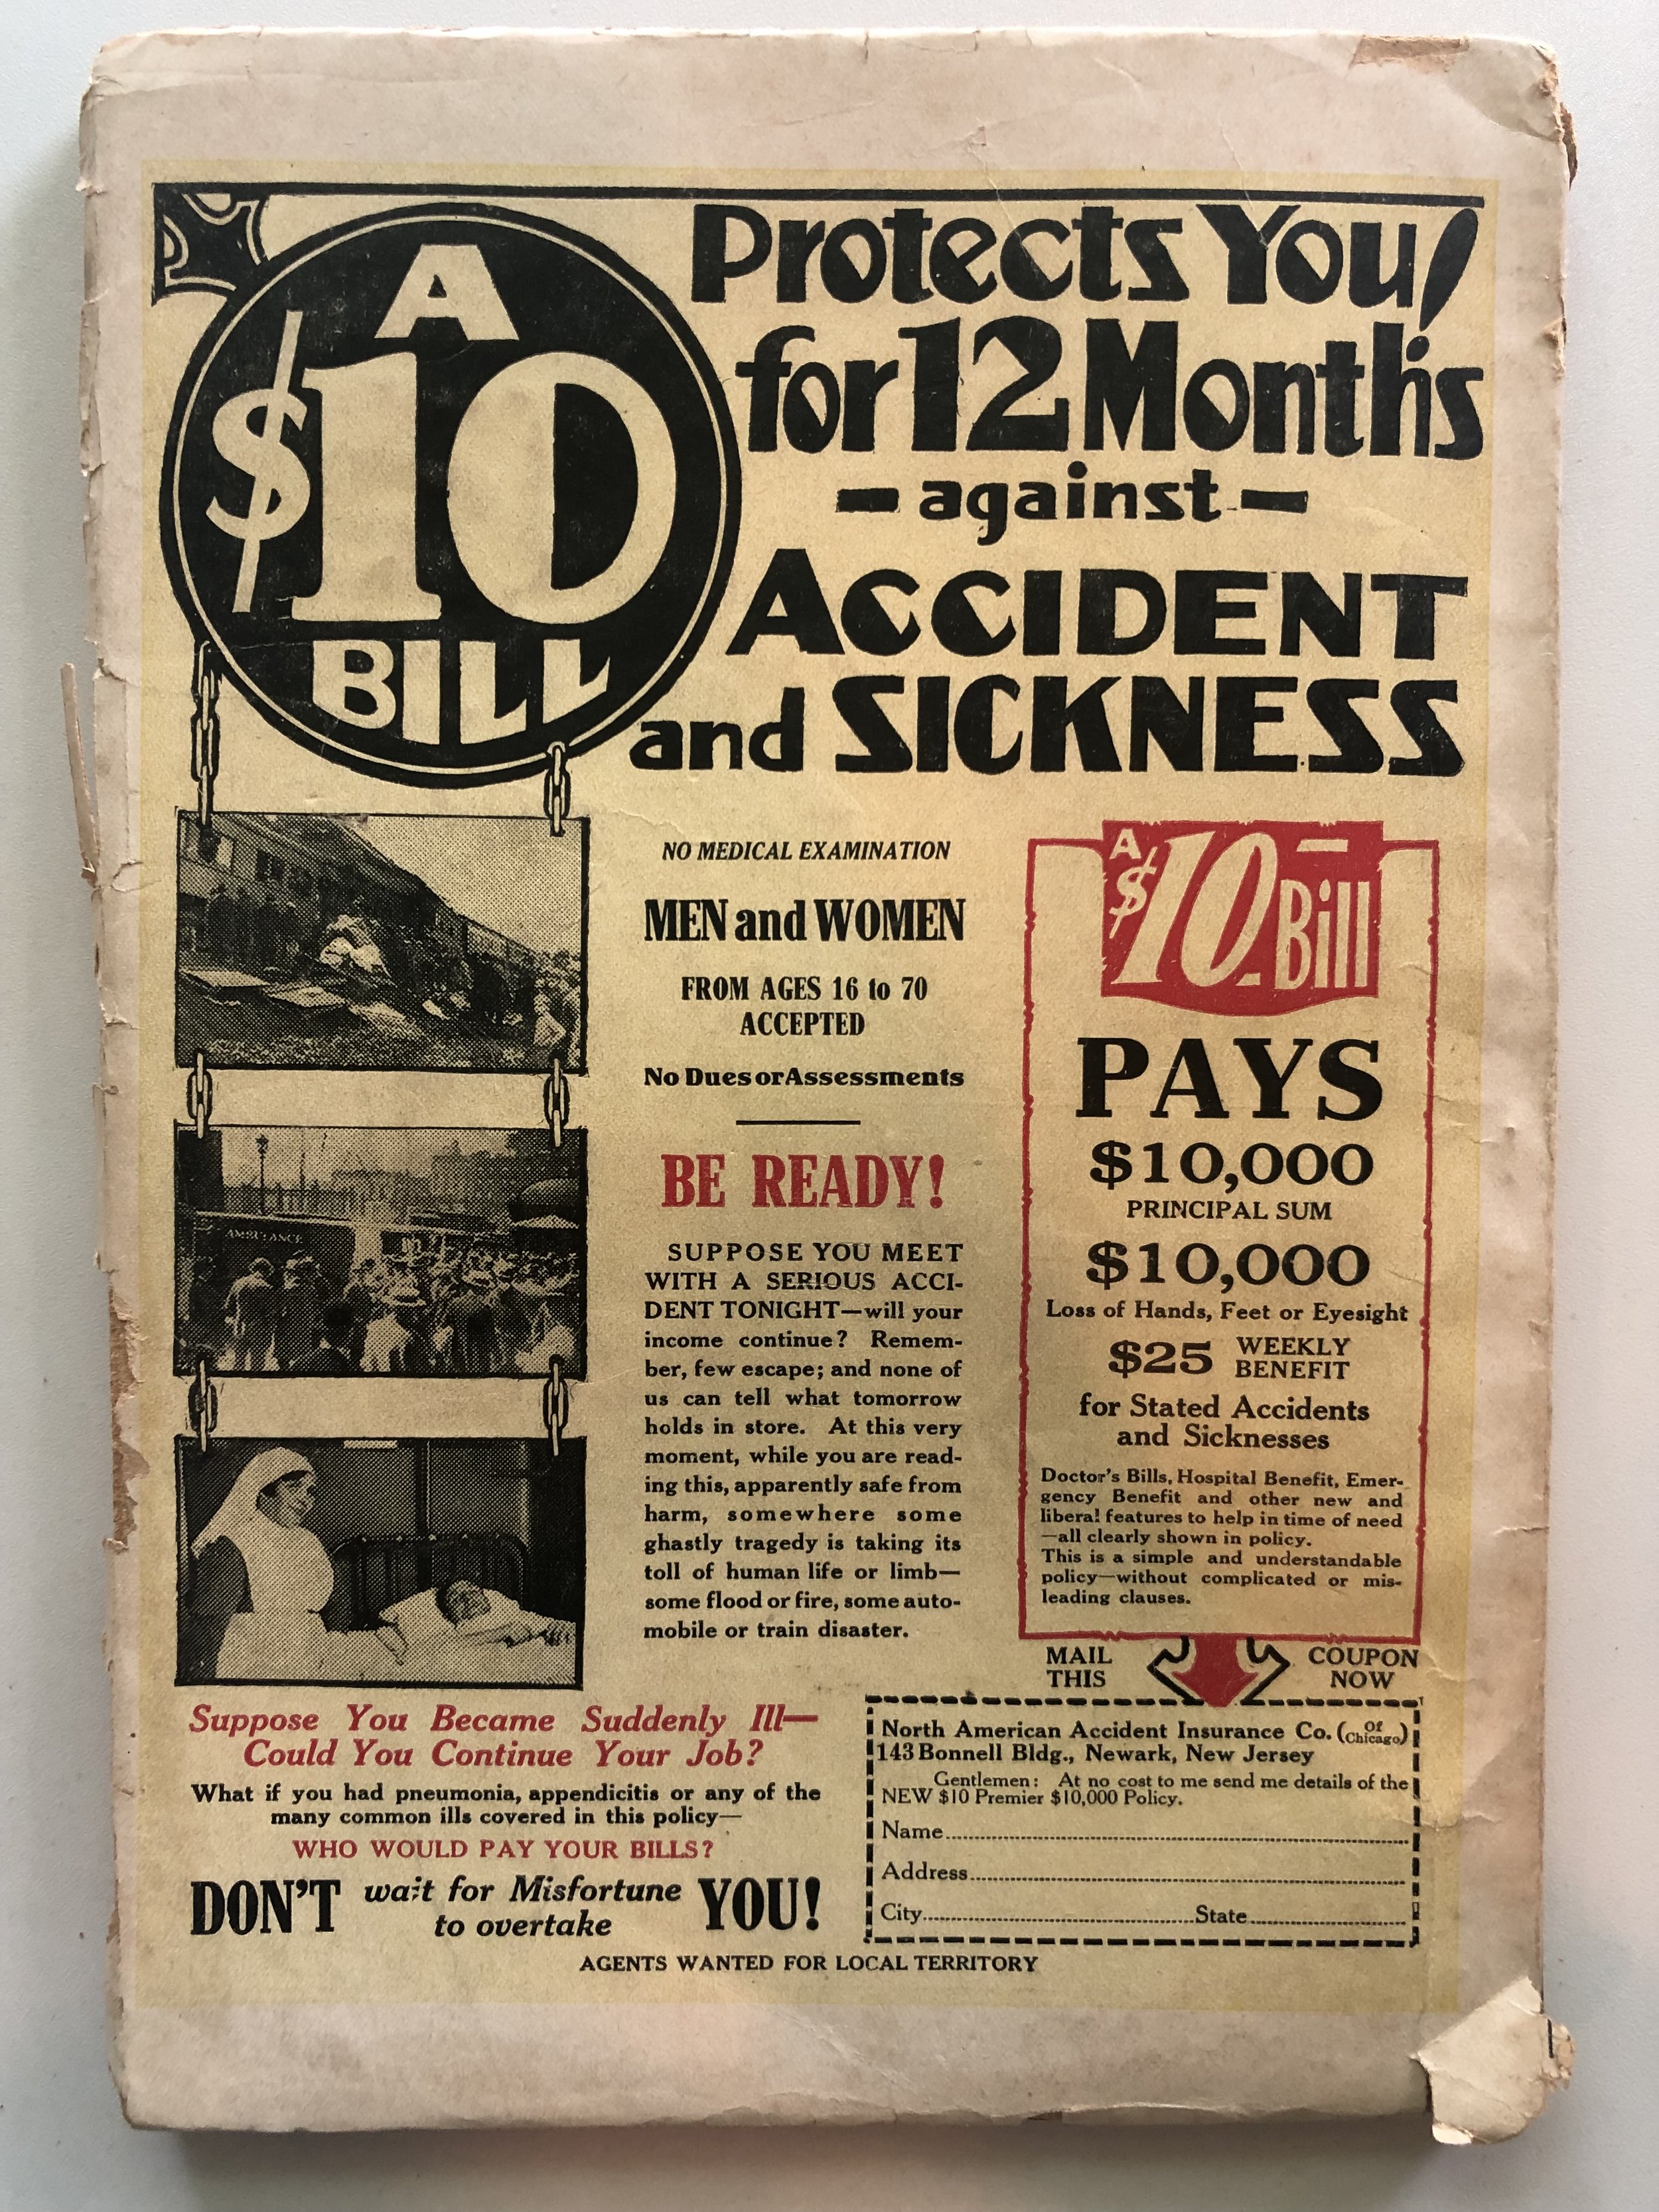 A
$10
BILL
Protects You!
for 12 Months
- against -
ACCIDENT
and SICKNESS
AMBULANCE
NO MEDICAL EXAMINATION
MEN and WOMEN
FROM AGES 16 to 70
ACCEPTED
No Dues or Assessments
BE READY!
SUPPOSE YOU MEET
WITH A SERIOUS ACCI-
DENT TONIGHT—will your
income continue? Remem-
ber, few escape; and none of
us can tell what tomorrow
holds in store. At this very
moment, while you are read-
ing this, apparently safe from
harm, somewhere some
ghastly tragedy is taking its
toll of human life or limb—
some flood or fire, some auto-
mobile or train disaster.
A
$10 Bill
PAYS
$10,000
PRINCIPAL SUM
$10,000
Loss of Hands, Feet or Eyesight
$25 WEEKLY
BENEFIT
for Stated Accidents
and Sicknesses
Doctor's Bills, Hospital Benefit, Emer-
gency Benefit and other new and
liberal features to help in time of need
—all clearly shown in policy.
This is a simple and understandable
policy—without complicated or mis-
leading clauses.
Suppose You Became Suddenly Ill—
Could You Continue Your Job?
What if you had pneumonia, appendicitis or any of the
many common ills covered in this policy—
WHO WOULD PAY YOUR BILLS?
DON'T wait for Misfortune
to overtake YOU!
MAIL
THIS
COUPON
NOW
North American Accident Insurance Co. (Of Chicago)
143 Bonnell Bldg., Newark, New Jersey
Gentlemen: At no cost to me send me details of the
NEW $10 Premier $10,000 Policy.
Name
Address
City State
AGENTS WANTED FOR LOCAL TERRITORY